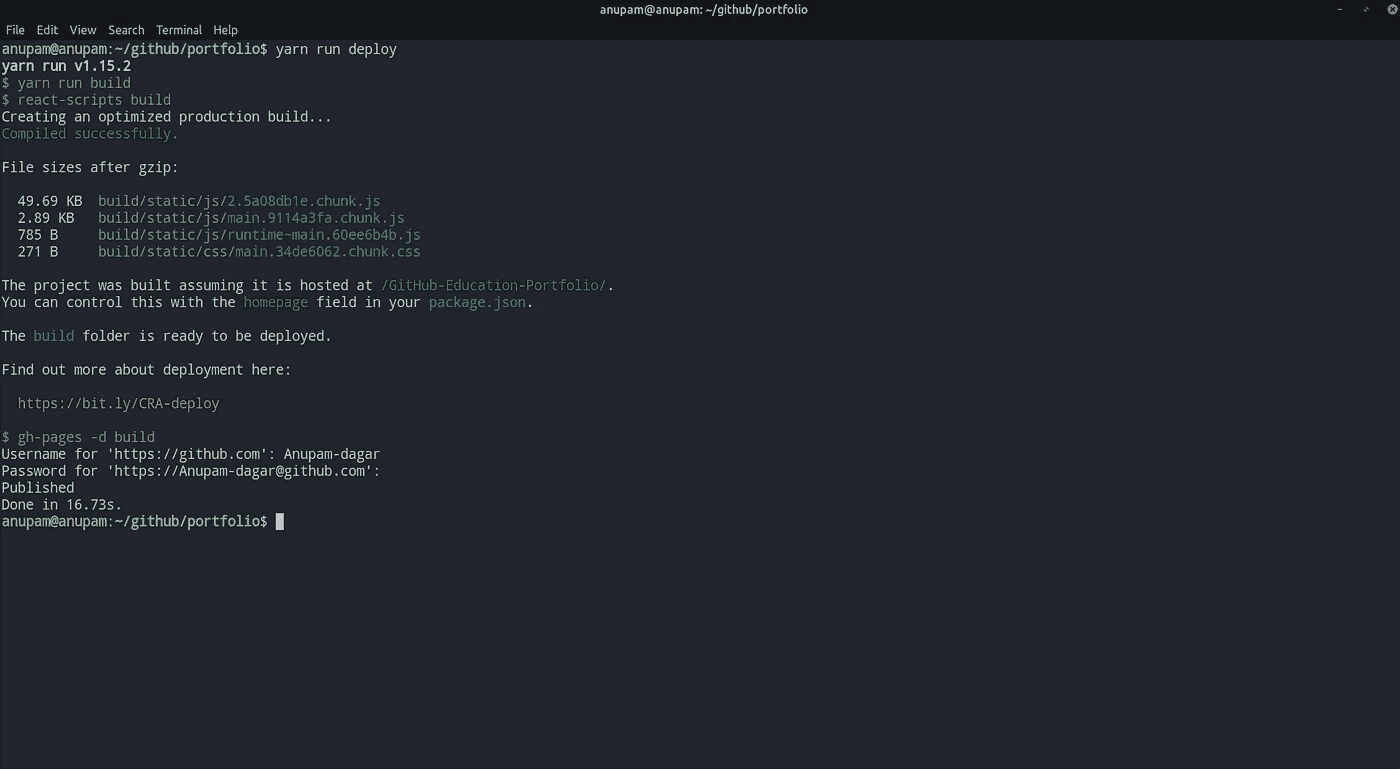 anupam@anupam: ~/github/portfolio
File Edit View Search Terminal Help
anupam@anupam:~/github/portfolio$ yarn run deploy
yarn run v1.15.2
$ yarn run build
$ react-scripts build
Creating an optimized production build...
Compiled successfully.
File sizes after gzip:
49.69 KB build/static/js/2.5a08db1e.chunk.js
2.89 KB build/static/js/main.9114a3fa.chunk.js
785 B build/static/js/runtime~main.60ee6b4b.js
271 B build/static/css/main.34de6062.chunk.css
The project was built assuming it is hosted at /GitHub-Education-Portfolio/.
You can control this with the homepage field in your package.json.
The build folder is ready to be deployed.
Find out more about deployment here:
https://bit.ly/CRA-deploy
$ gh-pages -d build
Username for 'https://github.com': Anupam-dagar
Password for 'https://Anupam-dagar@github.com':
Published
Done in 16.73s.
anupam@anupam:~/github/portfolio$